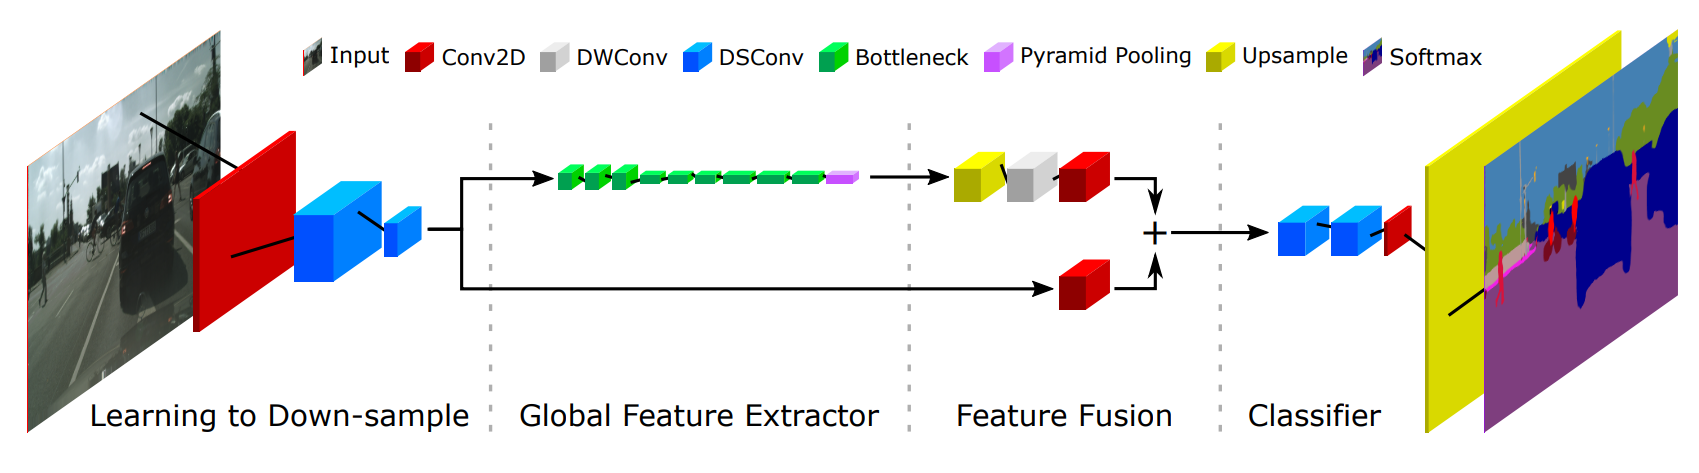 Input Conv2D DWConv DSConv Bottleneck Pyramid Pooling Upsample Softmax
+
Learning to Down-sample Global Feature Extractor Feature Fusion Classifier